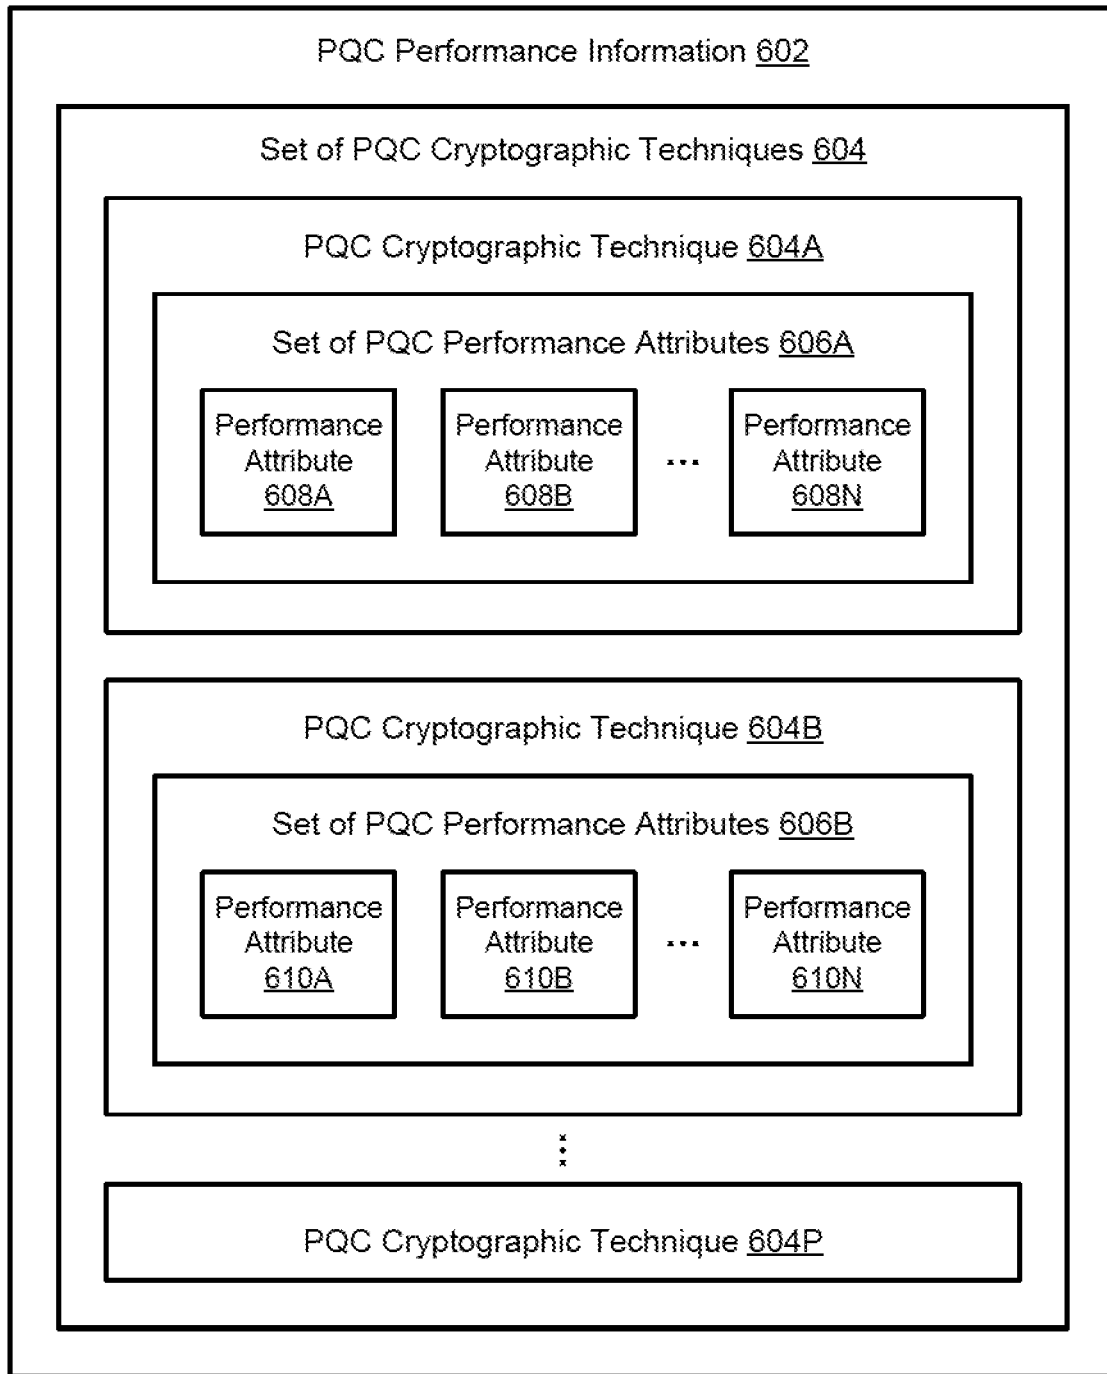 PQC Performance Information 602
Set of PQC Cryptographic Techniques 604
PQC Cryptographic Technique 604A
Set of PQC Performance Attributes 606A
Performance
Attribute
608A
Performance
Attribute
608B
...
Performance
Attribute
608N
PQC Cryptographic Technique 604B
Set of PQC Performance Attributes 606B
Performance
Attribute
610A
Performance
Attribute
610B
...
Performance
Attribute
610N
PQC Cryptographic Technique 604P